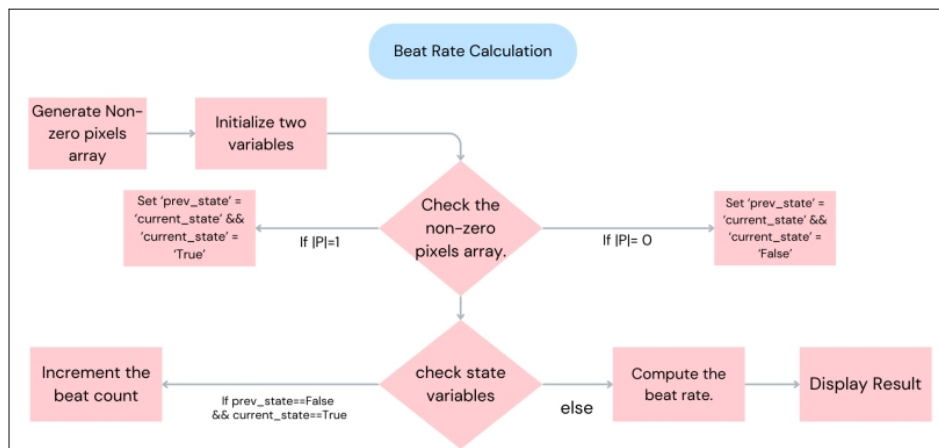 Beat Rate Calculation
Generate Non-
zero pixels
array
Initialize two
variables
Set ‘prev_state’ =
‘current_state’ &&
‘current_state’ =
‘True’
If |P|=1
Check the
non-zero
pixels array.
If |P|= 0
Set ‘prev_state’ =
‘current_state’ &&
‘current_state’ =
‘False’
Increment the
beat count
If prev_state==False
&& current_state==True
check state
variables
else
Compute the
beat rate.
Display Result